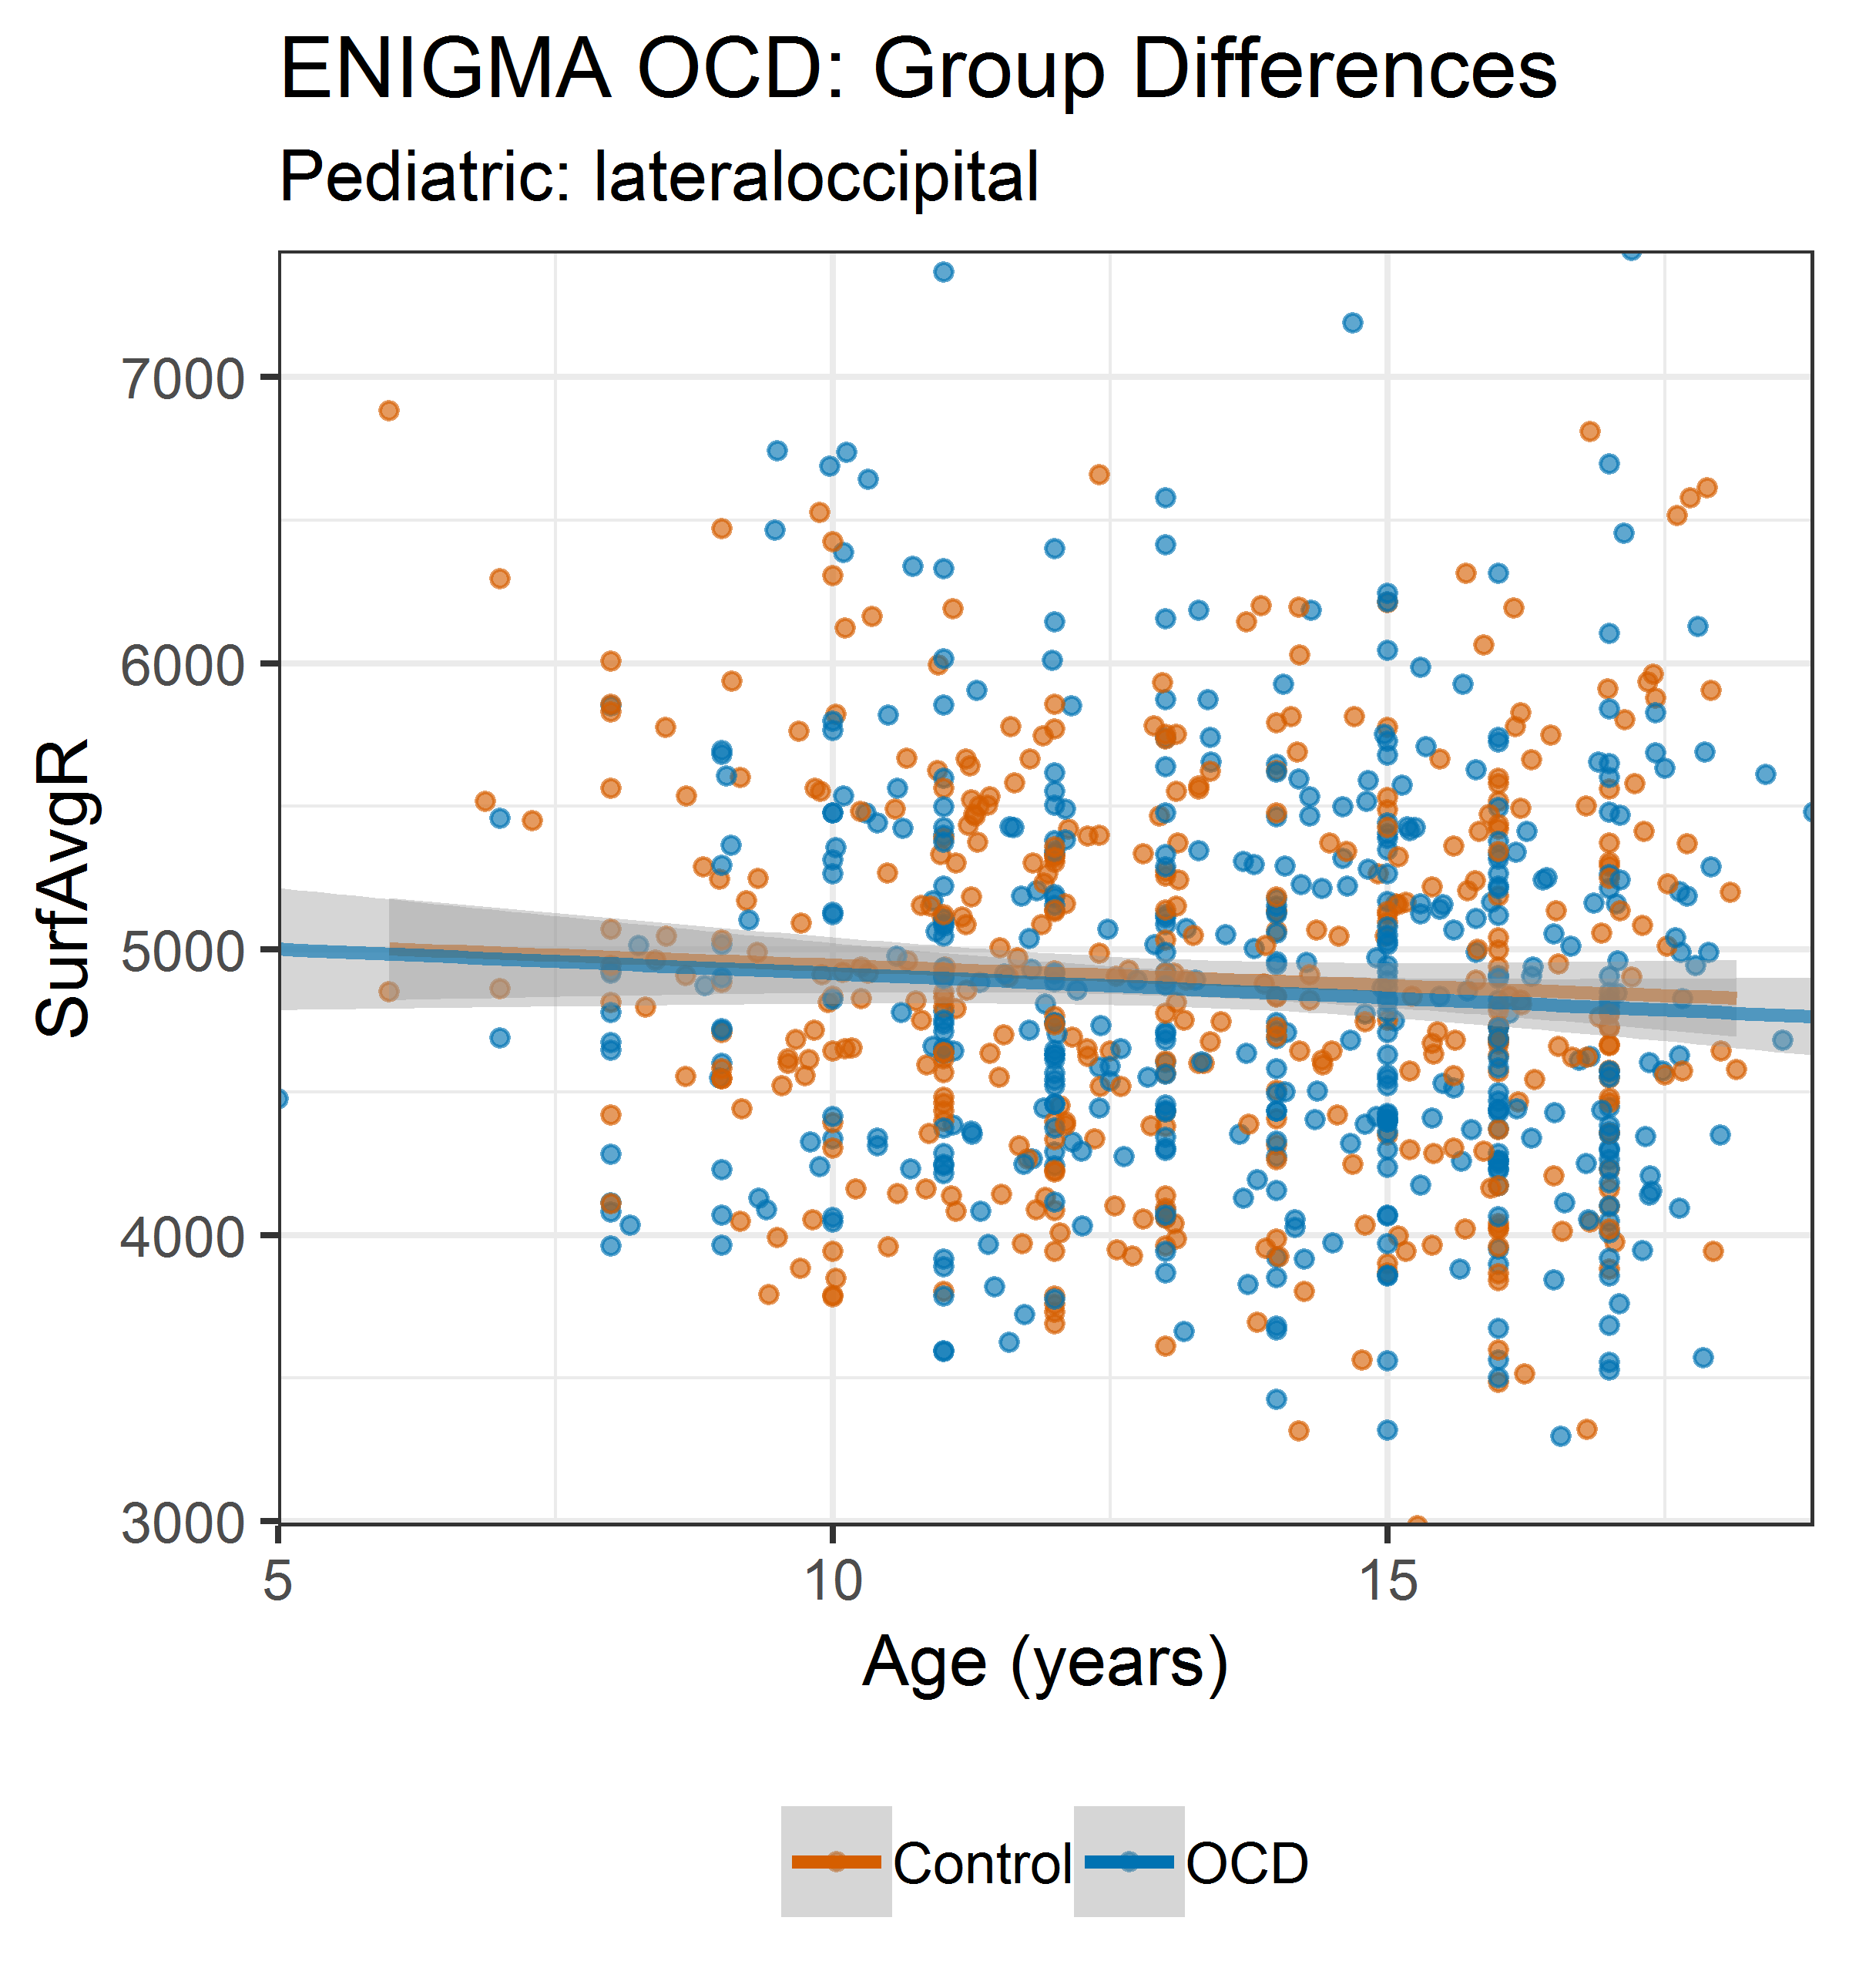 ENIGMA OCD: Group Differences
Pediatric: lateraloccipital
SurfAvgR
7000
6000
5000
4000
3000
5 10 15
Age (years)
Control OCD